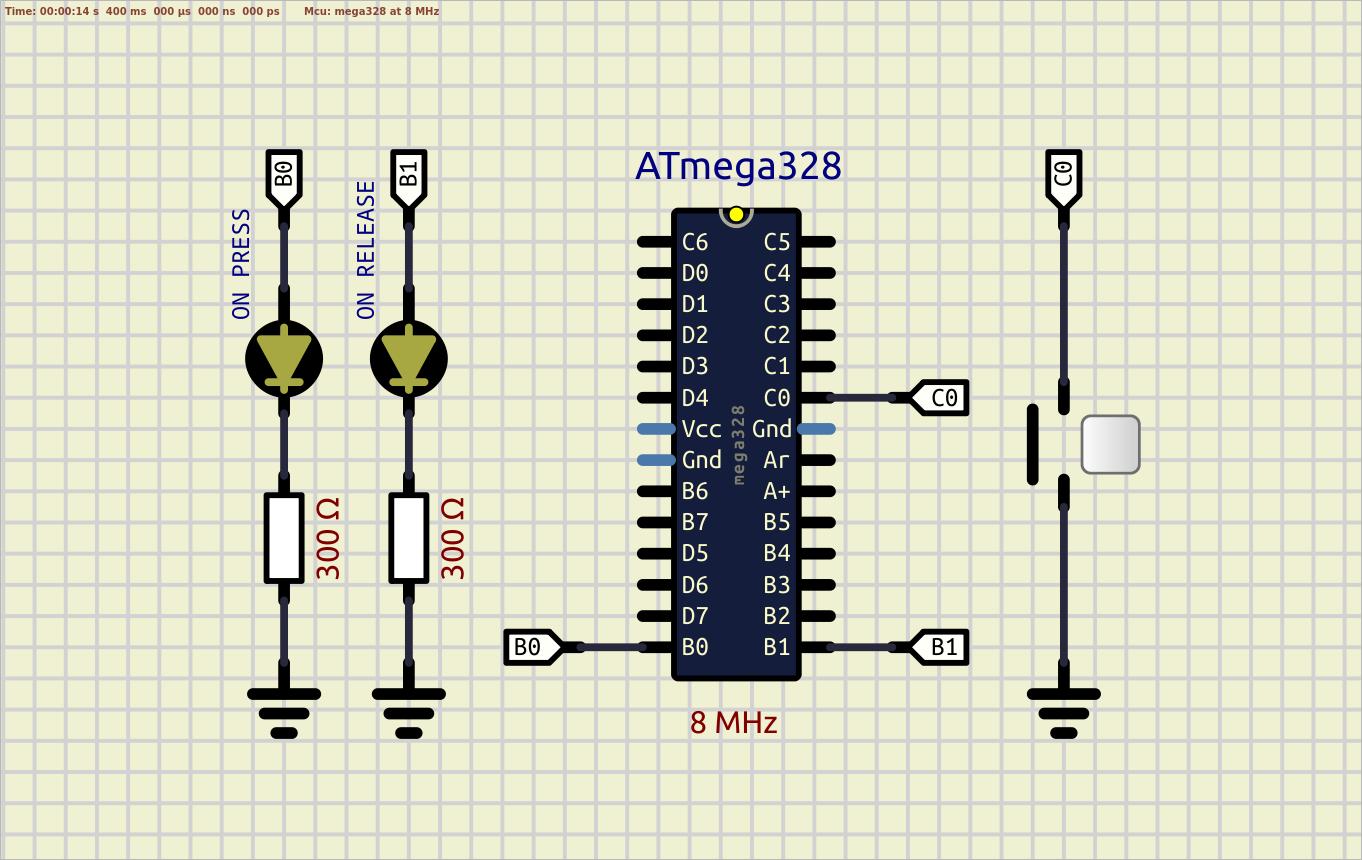 Time: 00:00:14 s 400 ms 000 µs 000 ns 000 ps Mcu: mega328 at 8 MHz
B0
B1
C0
ON PRESS
ON RELEASE
300 Ω
300 Ω
ATmega328
C6 C5
D0 C4
D1 C3
D2 C2
D3 C1
D4 C0
C0
Vcc Gnd
Gnd Ar
B6 A+
B7 B5
D5 B4
D6 B3
D7 B2
B0 B0 B1 B1
mega328
8 MHz